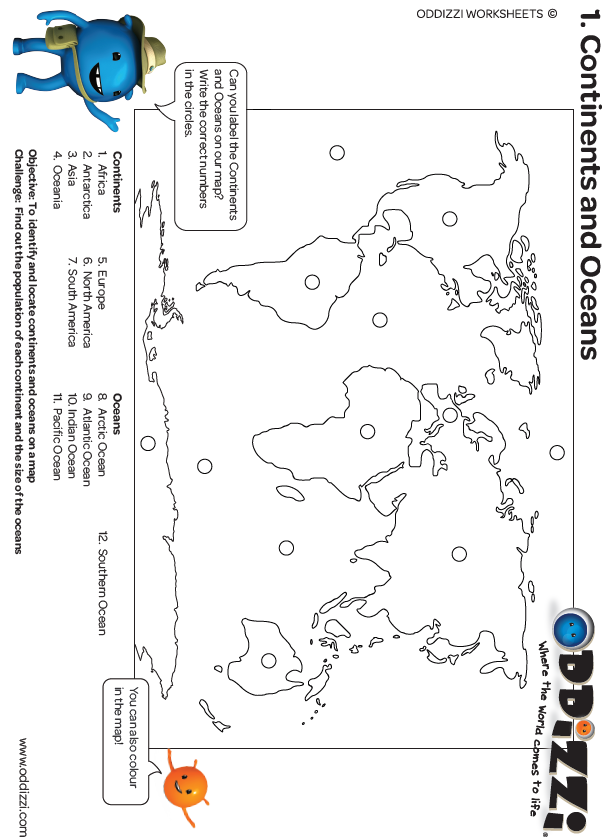 1. Continents and Oceans
ODDIZZI WORKSHEETS ©
ODDIZZI
®
Where the World comes to life
Can you label the Continents
and Oceans on our map?
Write the correct numbers
in the circles.
Continents
1. Africa
2. Antarctica
3. Asia
4. Oceania
5. Europe
6. North America
7. South America
Oceans
8. Arctic Ocean
9. Atlantic Ocean
10. Indian Ocean
11. Pacific Ocean
12. Southern Ocean
You can also colour
in the map!
Objective: To identify and locate continents and oceans on a map
Challenge: Find out the population of each continent and the size of the oceans
www.oddizzi.com